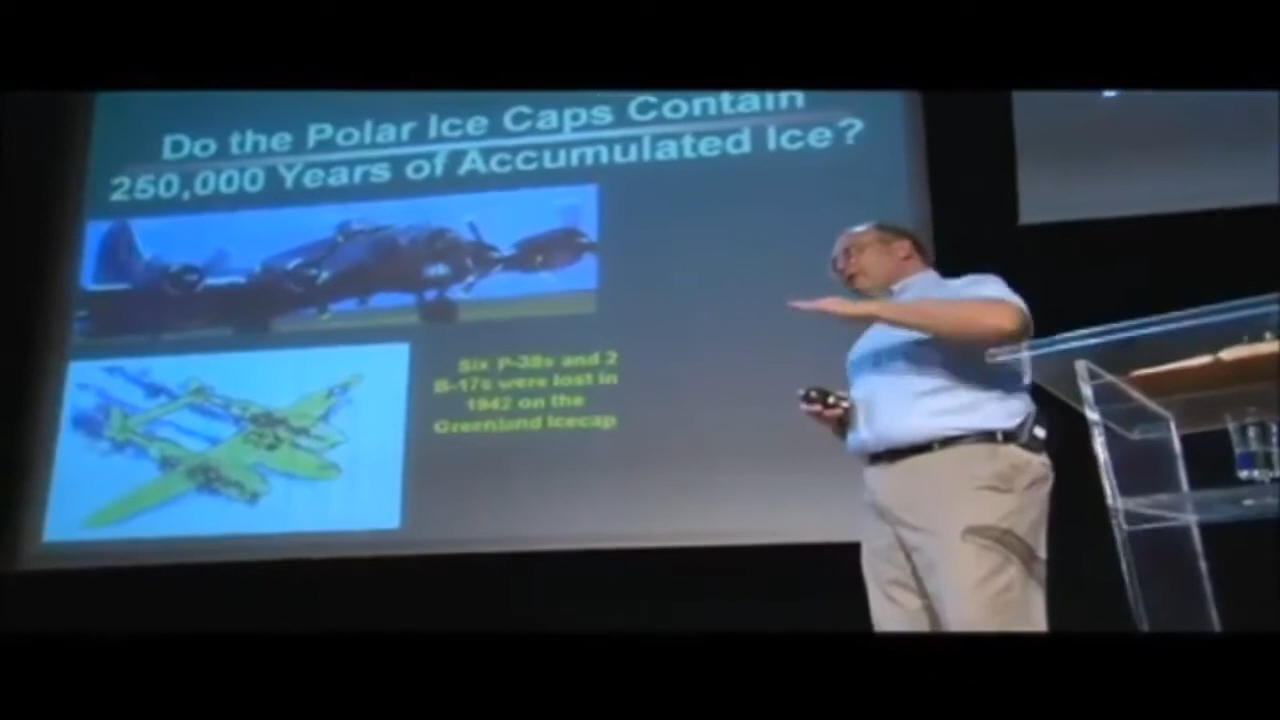 Do the Polar Ice Caps Contain
250,000 Years of Accumulated Ice?
Six P-38s and 2
B-17s were lost in
1942 on the
Greenland Icecap